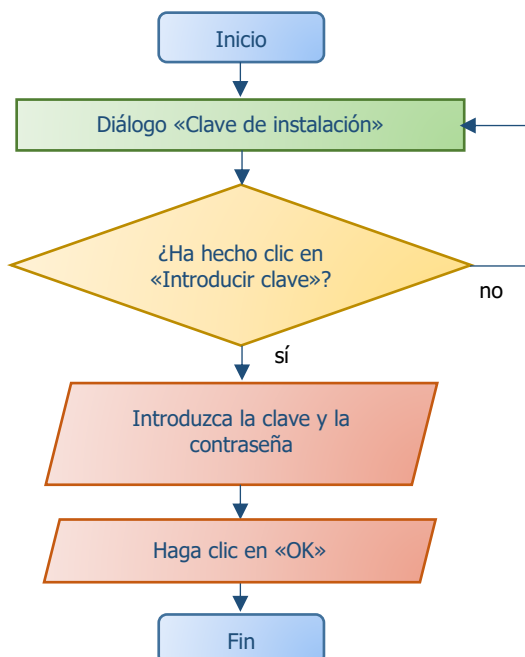 Inicio
Diálogo «Clave de instalación»
¿Ha hecho clic en
«Introducir clave»?
no
sí
Introduzca la clave y la
contraseña
Haga clic en «OK»
Fin